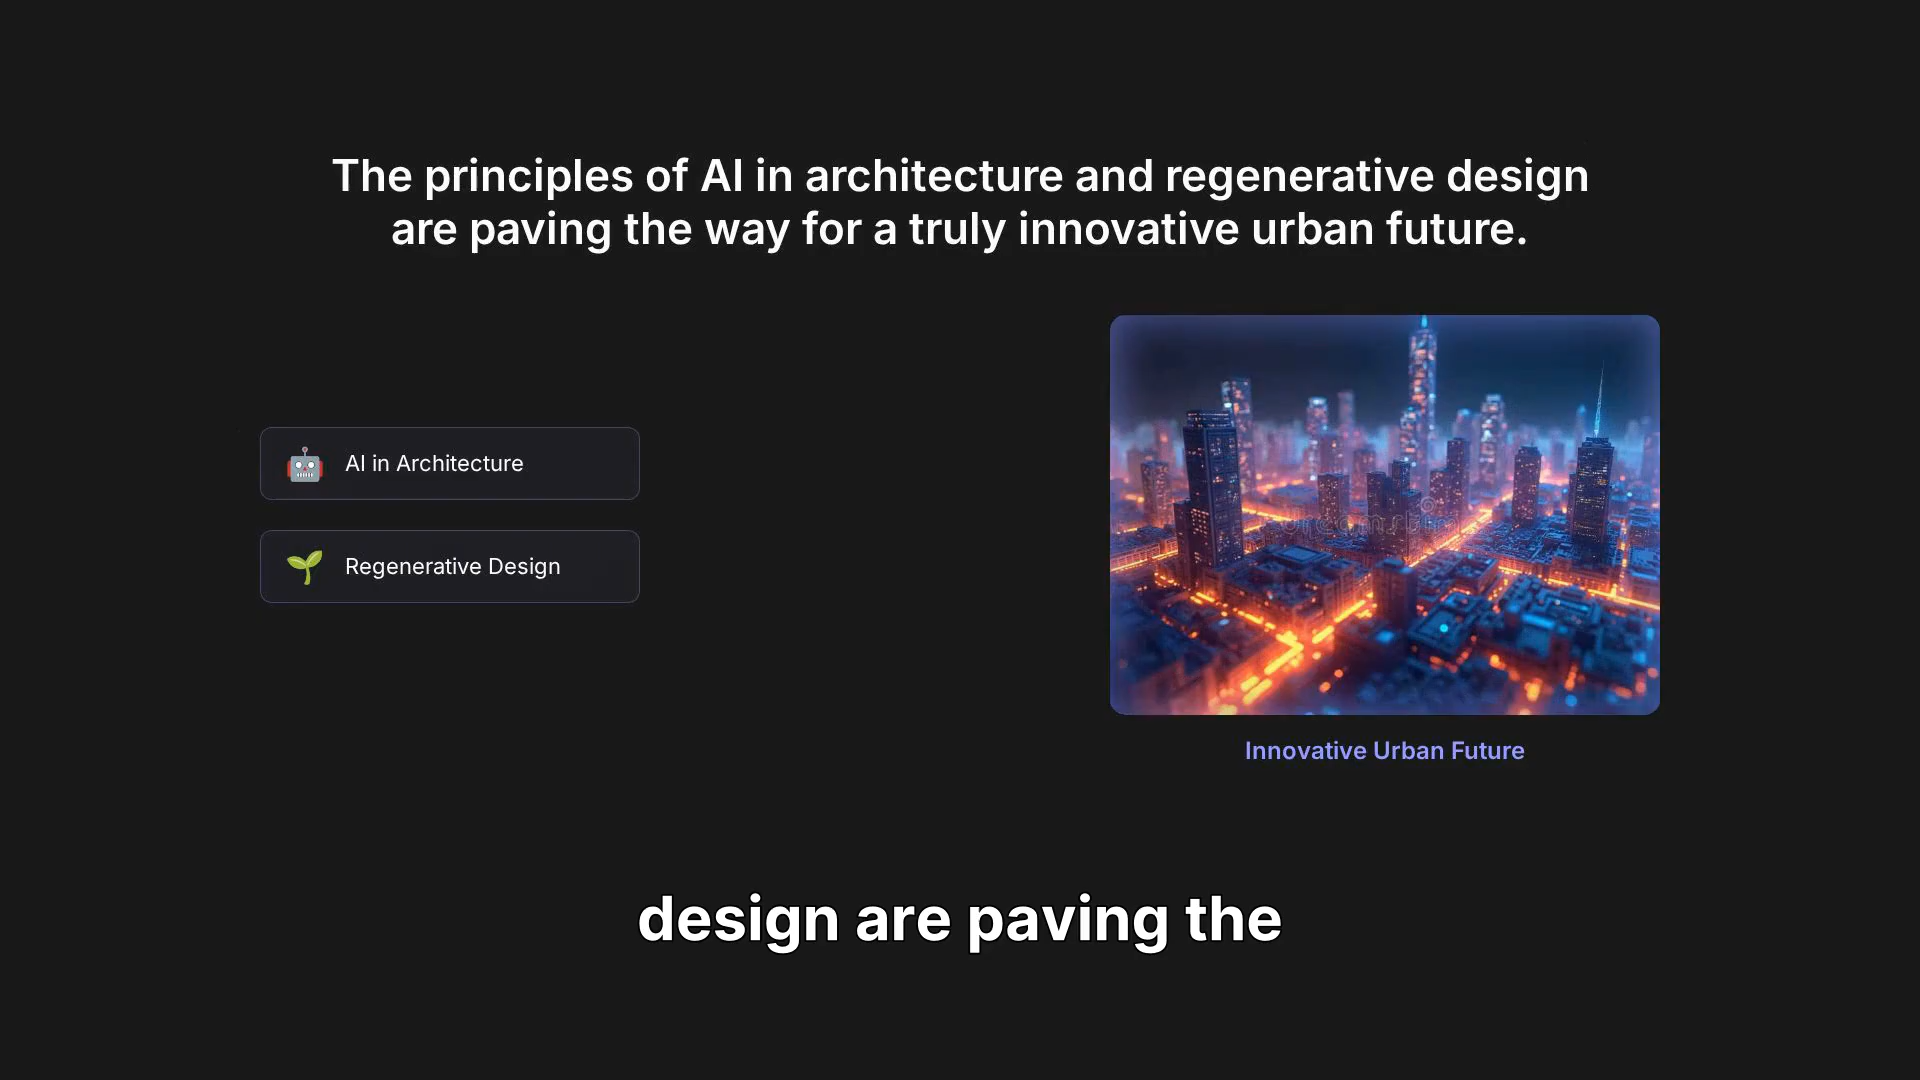 The principles of AI in architecture and regenerative design
are paving the way for a truly innovative urban future.
AI in Architecture
Regenerative Design
dreamstime
Innovative Urban Future
design are paving the